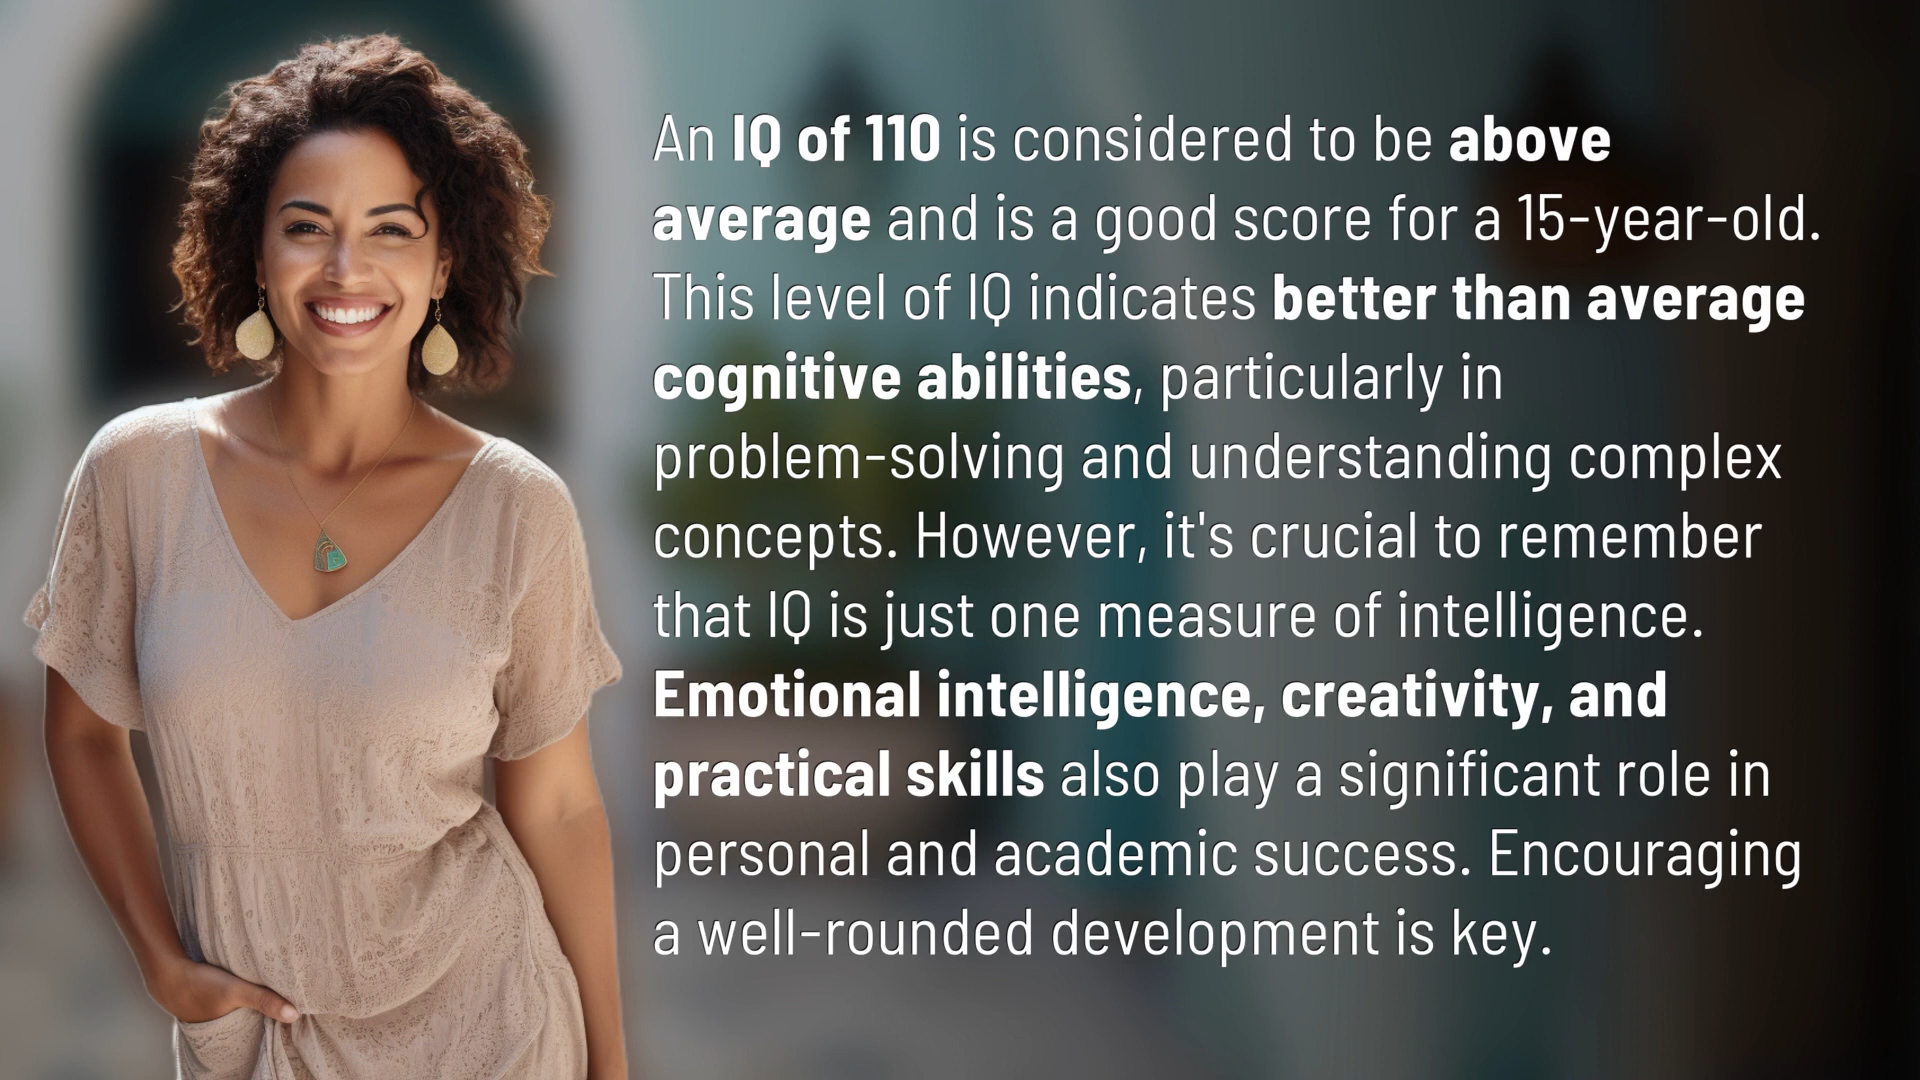 An IQ of 110 is considered to be above
average and is a good score for a 15-year-old.
This level of IQ indicates better than average
cognitive abilities, particularly in
problem-solving and understanding complex
concepts. However, it's crucial to remember
that IQ is just one measure of intelligence.
Emotional intelligence, creativity, and
practical skills also play a significant role in
personal and academic success. Encouraging
a well-rounded development is key.